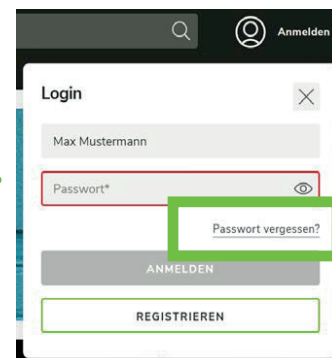 Anmelden
Login
Max Mustermann
Passwort*
Passwort vergessen?
ANMELDEN
REGISTRIEREN